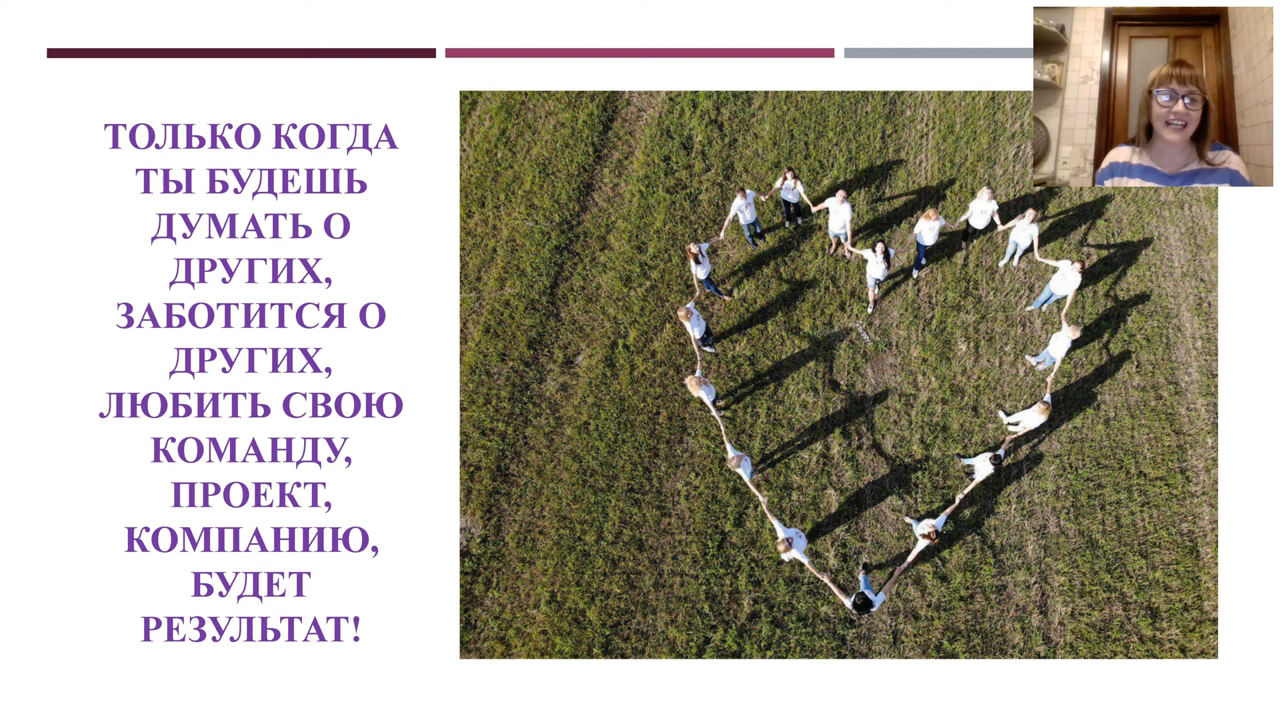 ТОЛЬКО КОГДА
ТЫ БУДЕШЬ
ДУМАТЬ О
ДРУГИХ,
ЗАБОТИТСЯ О
ДРУГИХ,
ЛЮБИТЬ СВОЮ
КОМАНДУ,
ПРОЕКТ,
КОМПАНИЮ,
БУДЕТ
РЕЗУЛЬТАТ!